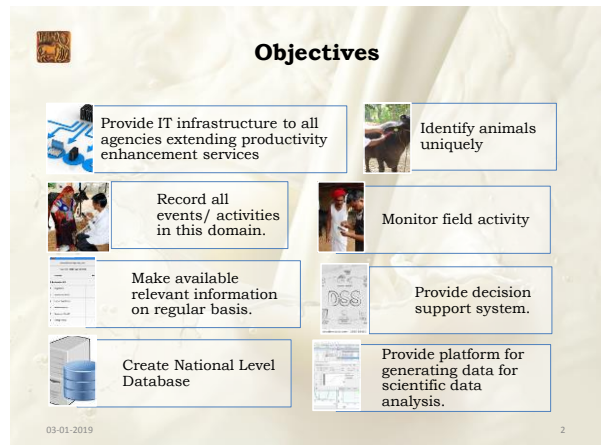 Objectives
Provide IT infrastructure to all
agencies extending productivity
enhancement services
Identify animals
uniquely
Record all
events/ activities
in this domain.
Monitor field activity
Make available
relevant information
on regular basis.
DSS
Provide decision
support system.
Create National Level
Database
Provide platform for
generating data for
scientific data
analysis.
03-01-2019
2